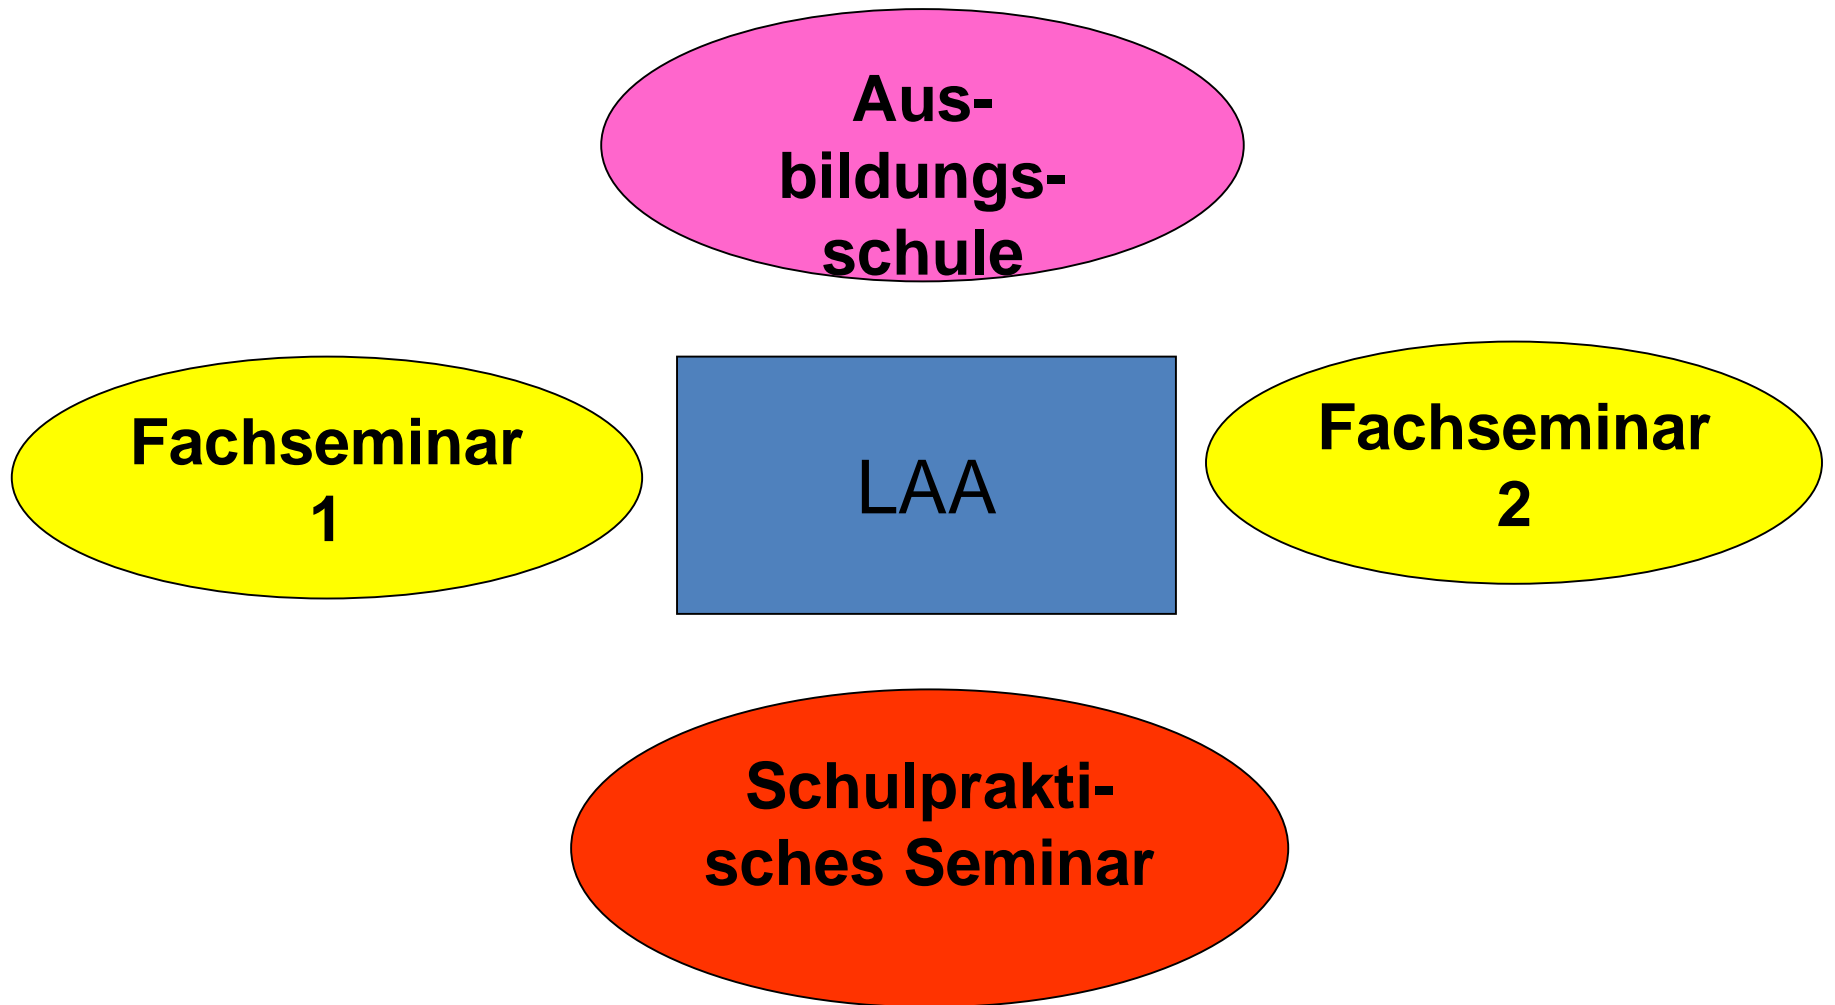 Aus-
bildungs-
schule
Fachseminar
1
LAA
Fachseminar
2
Schulprakti-
sches Seminar